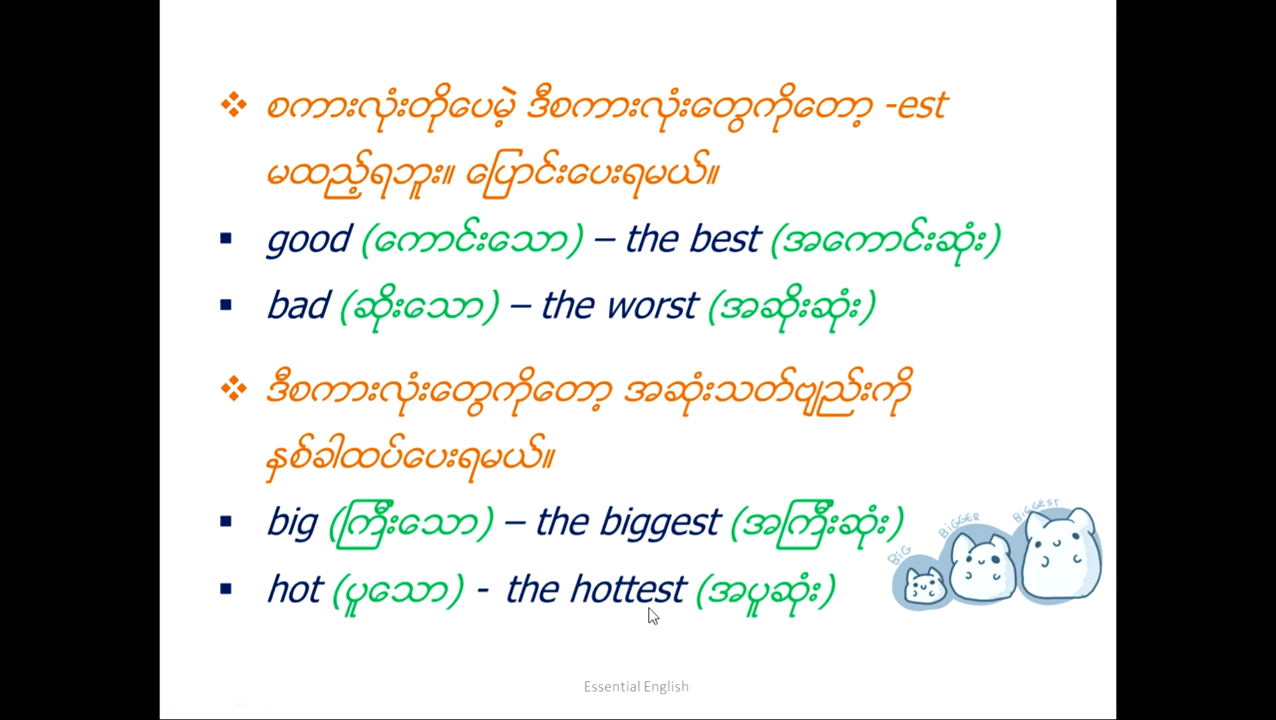 ❖ စကားလုံးတိုပေမဲ့ ဒီစကားလုံးတွေကိုတော့ -est
မထည့်ရဘူး။ ပြောင်းပေးရမယ်။
▪ good (ကောင်းသော) – the best (အကောင်းဆုံး)
▪ bad (ဆိုးသော) – the worst (အဆိုးဆုံး)
❖ ဒီစကားလုံးတွေကိုတော့ အဆုံးသတ်ဗျည်းကို
နှစ်ခါထပ်ပေးရမယ်။
▪ big (ကြီးသော) – the biggest (အကြီးဆုံး)
▪ hot (ပူသော) - the hottest (အပူဆုံး)
BIG
BIGGER
BIGGEST
Essential English